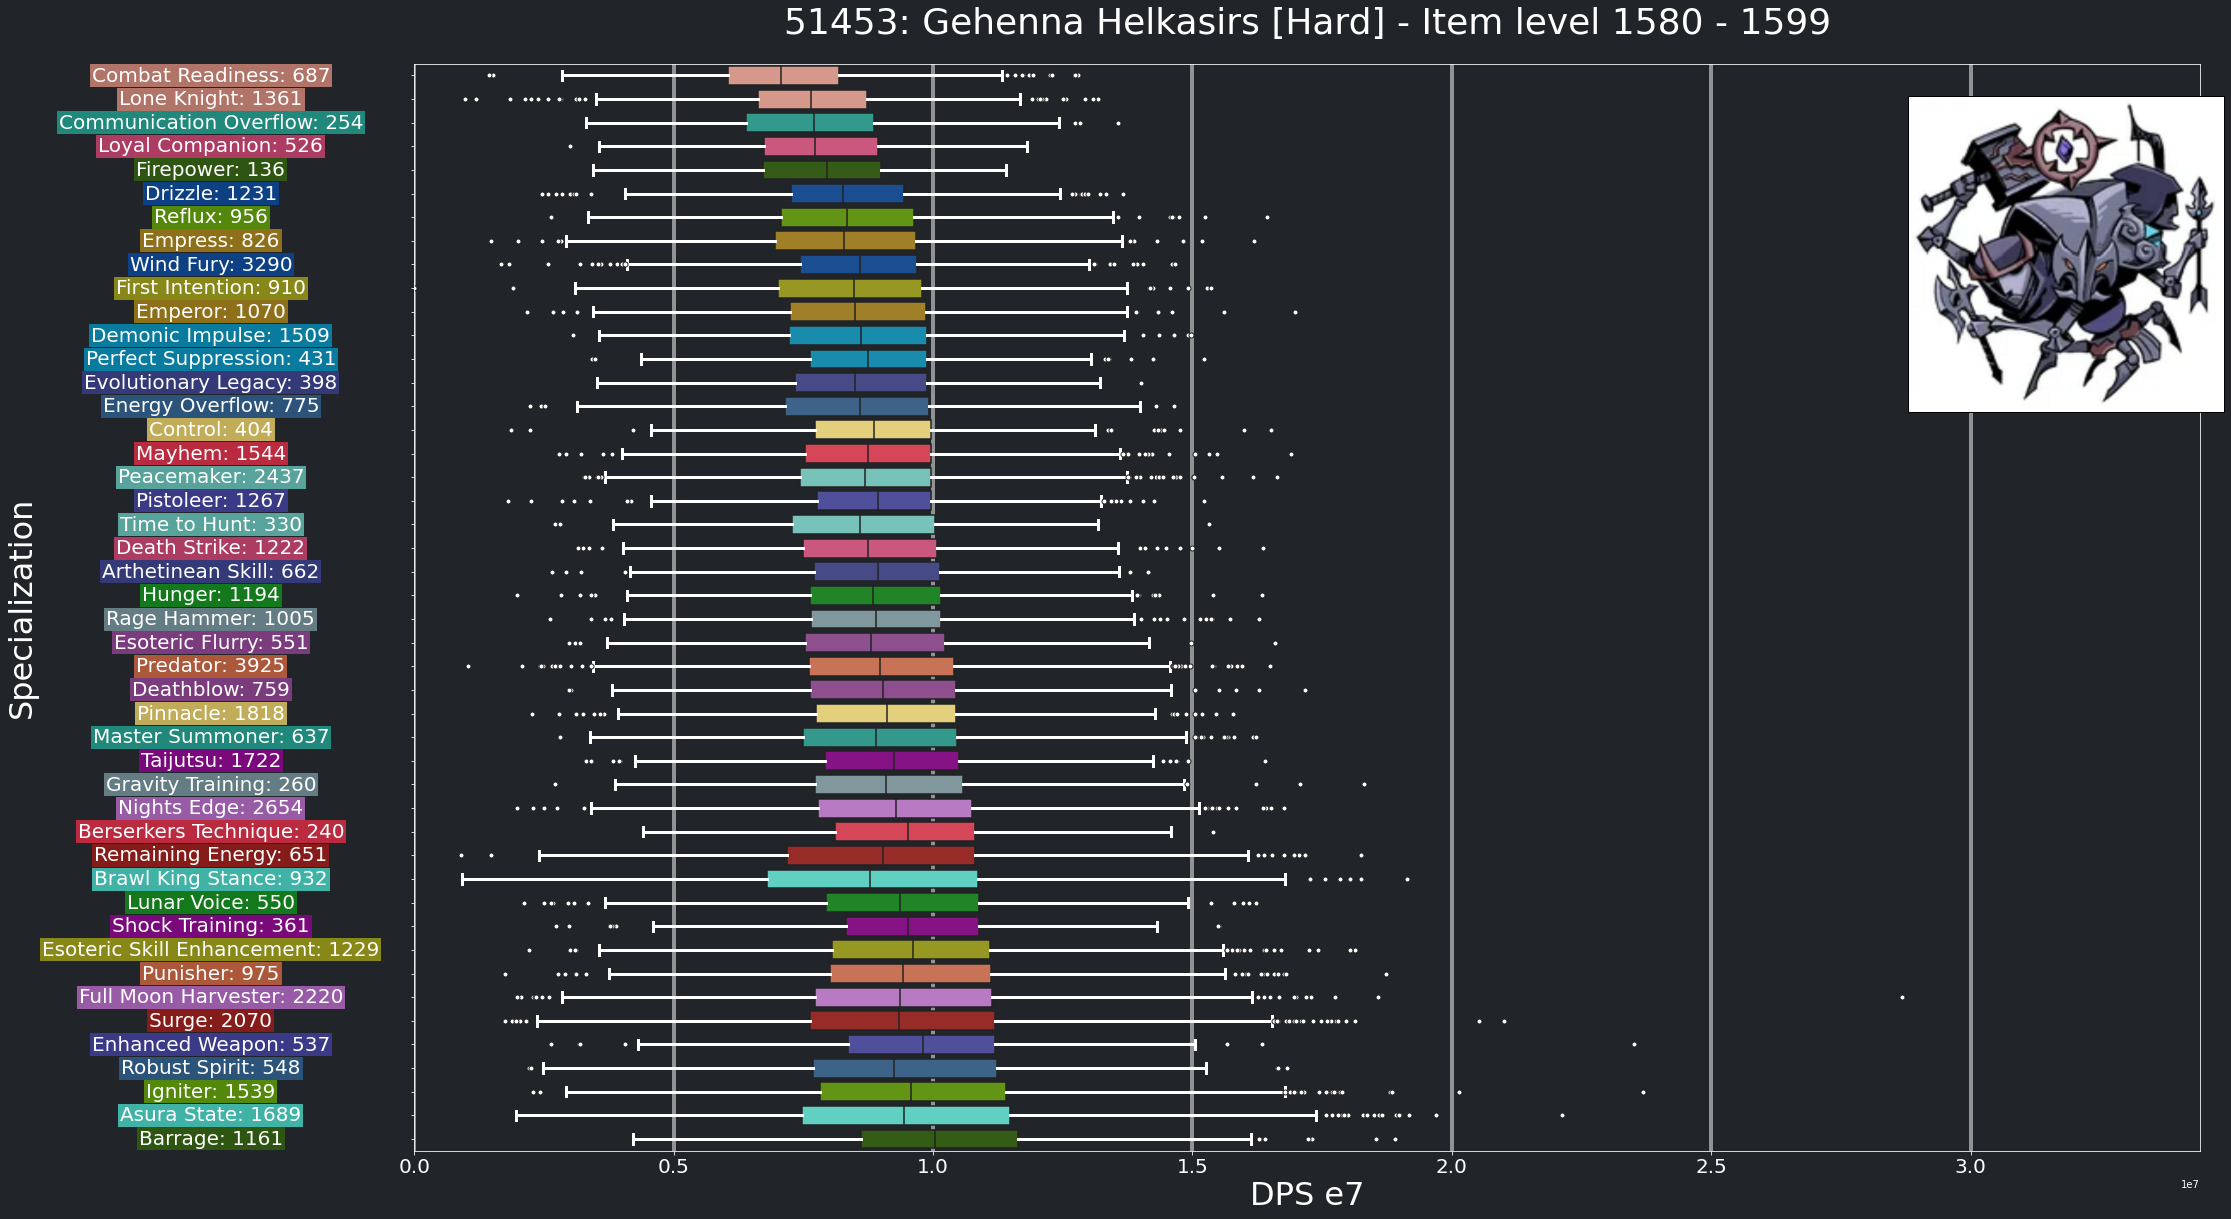 51453: Gehenna Helkasirs [Hard] - Item level 1580 - 1599
Specialization
Combat Readiness: 687
Lone Knight: 1361
Communication Overflow: 254
Loyal Companion: 526
Firepower: 136
Drizzle: 1231
Reflux: 956
Empress: 826
Wind Fury: 3290
First Intention: 910
Emperor: 1070
Demonic Impulse: 1509
Perfect Suppression: 431
Evolutionary Legacy: 398
Energy Overflow: 775
Control: 404
Mayhem: 1544
Peacemaker: 2437
Pistoleer: 1267
Time to Hunt: 330
Death Strike: 1222
Arthetinean Skill: 662
Hunger: 1194
Rage Hammer: 1005
Esoteric Flurry: 551
Predator: 3925
Deathblow: 759
Pinnacle: 1818
Master Summoner: 637
Taijutsu: 1722
Gravity Training: 260
Nights Edge: 2654
Berserkers Technique: 240
Remaining Energy: 651
Brawl King Stance: 932
Lunar Voice: 550
Shock Training: 361
Esoteric Skill Enhancement: 1229
Punisher: 975
Full Moon Harvester: 2220
Surge: 2070
Enhanced Weapon: 537
Robust Spirit: 548
Igniter: 1539
Asura State: 1689
Barrage: 1161
0.0 0.5 1.0 1.5 2.0 2.5 3.0
DPS e7
1e7